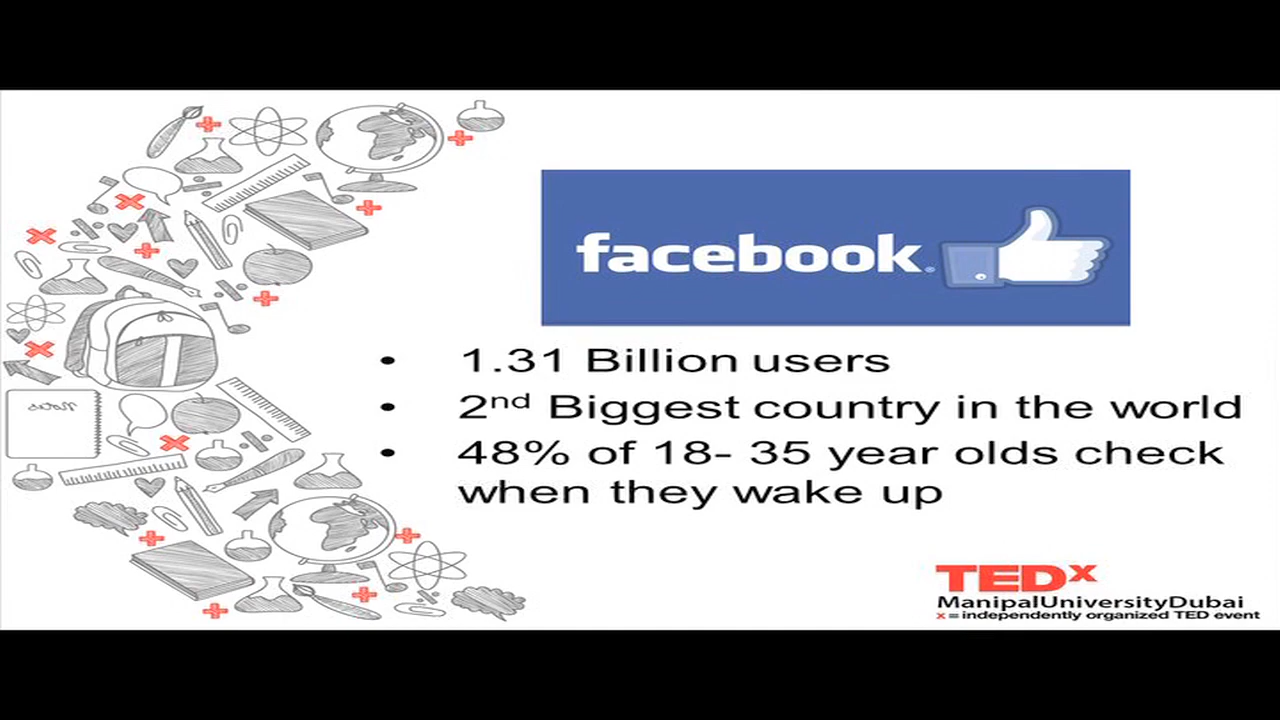 facebook
• 1.31 Billion users
• 2nd Biggest country in the world
• 48% of 18- 35 year olds check
when they wake up
Notes
TEDx
ManipalUniversityDubai
x = independently organized TED event